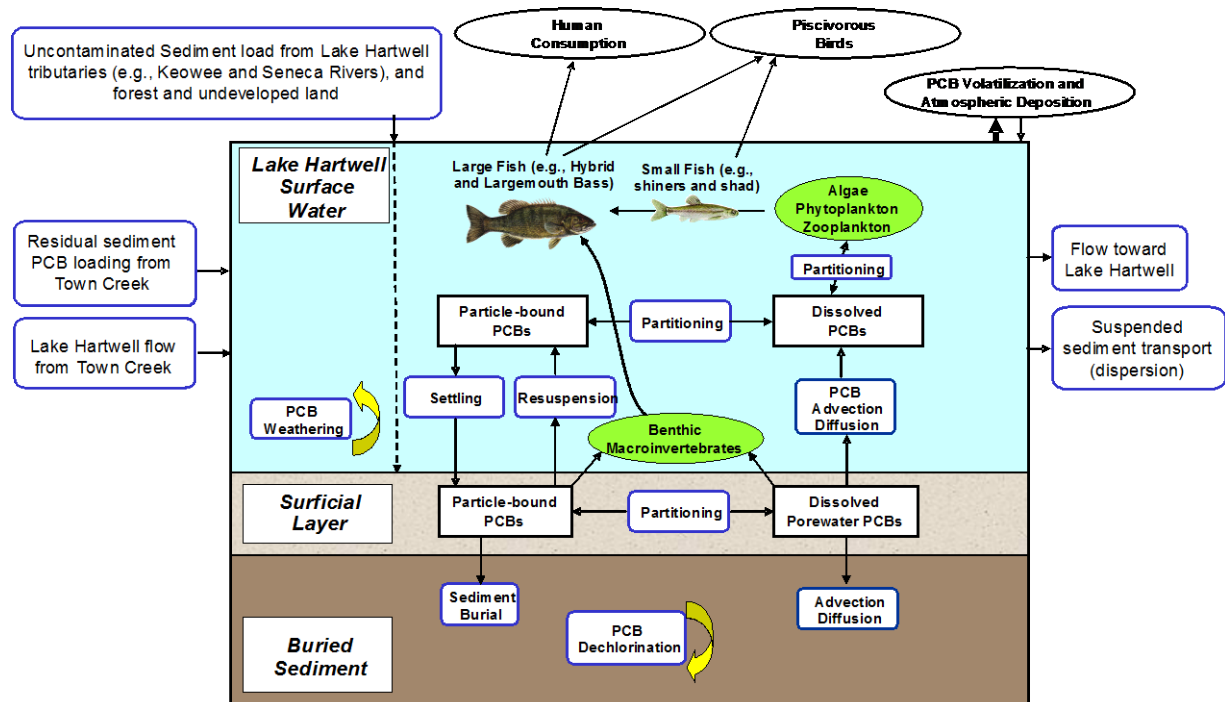 Uncontaminated Sediment load from Lake Hartwell
tributaries (e.g., Keowee and Seneca Rivers), and
forest and undeveloped land
Human
Consumption
Piscivorous
Birds
PCB Volatilization and
Atmospheric Deposition
Lake Hartwell
Surface
Water
Large Fish (e.g., Hybrid
and Largemouth Bass)
Small Fish (e.g.,
shiners and shad)
Algae
Phytoplankton
Zooplankton
Residual sediment
PCB loading from
Town Creek
Lake Hartwell flow
from Town Creek
Partitioning
Flow toward
Lake Hartwell
Suspended
sediment transport
(dispersion)
Particle-bound
PCBs
Partitioning
Dissolved
PCBs
Settling
Resuspension
PCB
Advection
Diffusion
PCB
Weathering
Benthic
Macroinvertebrates
Surficial
Layer
Particle-bound
PCBs
Partitioning
Dissolved
Porewater PCBs
Sediment
Burial
Advection
Diffusion
PCB
Dechlorination
Buried
Sediment